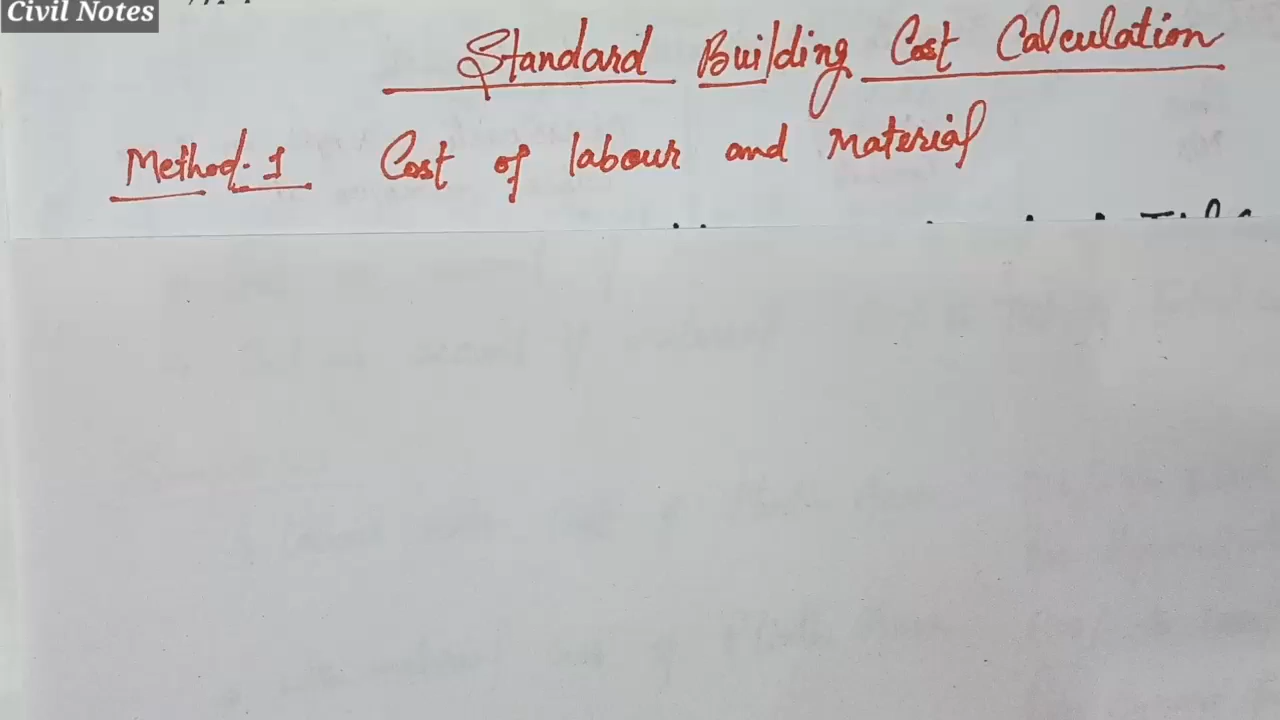 Civil Notes
Standard Building Cost Calculation
Method.1 Cost of labour and Material